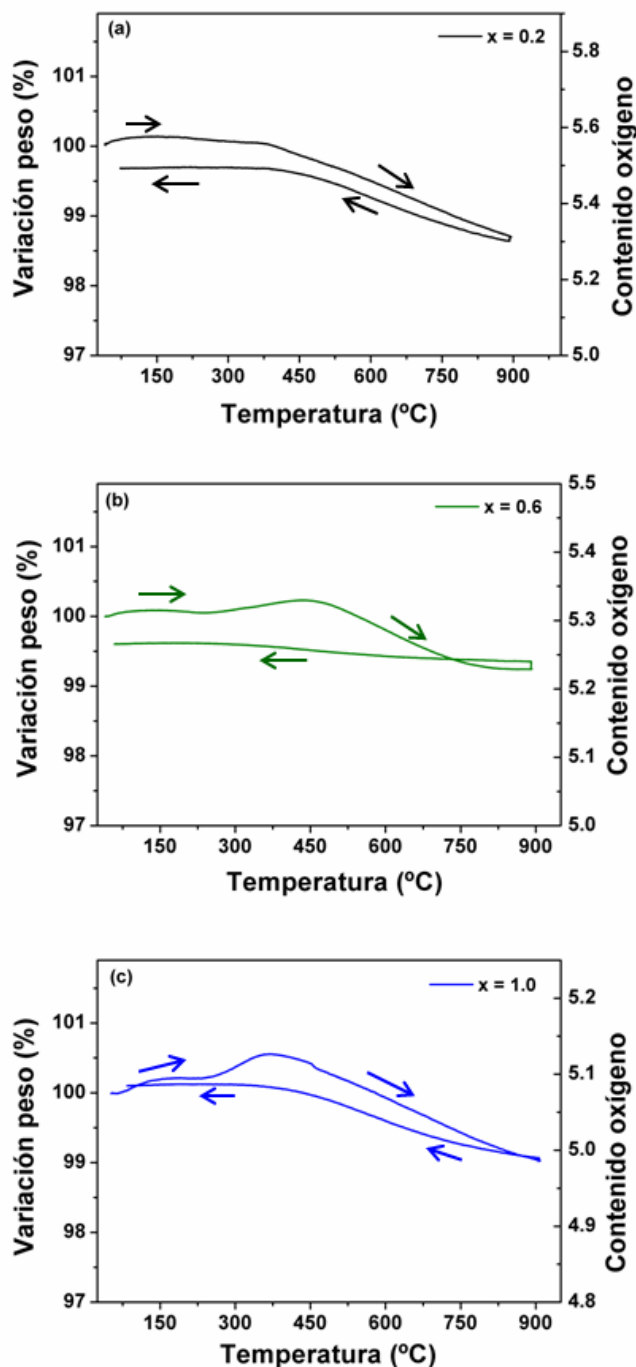 (a)
x = 0.2
Variación peso (%)
101
100
99
98
97
5.8
5.6
5.4
5.2
5.0
Contenido oxígeno
150 300 450 600 750 900
Temperatura (ºC)
(b)
x = 0.6
Variación peso (%)
101
100
99
98
97
5.5
5.4
5.3
5.2
5.1
5.0
Contenido oxígeno
150 300 450 600 750 900
Temperatura (ºC)
(c)
x = 1.0
Variación peso (%)
101
100
99
98
97
5.2
5.1
5.0
4.9
4.8
Contenido oxígeno
150 300 450 600 750 900
Temperatura (ºC)